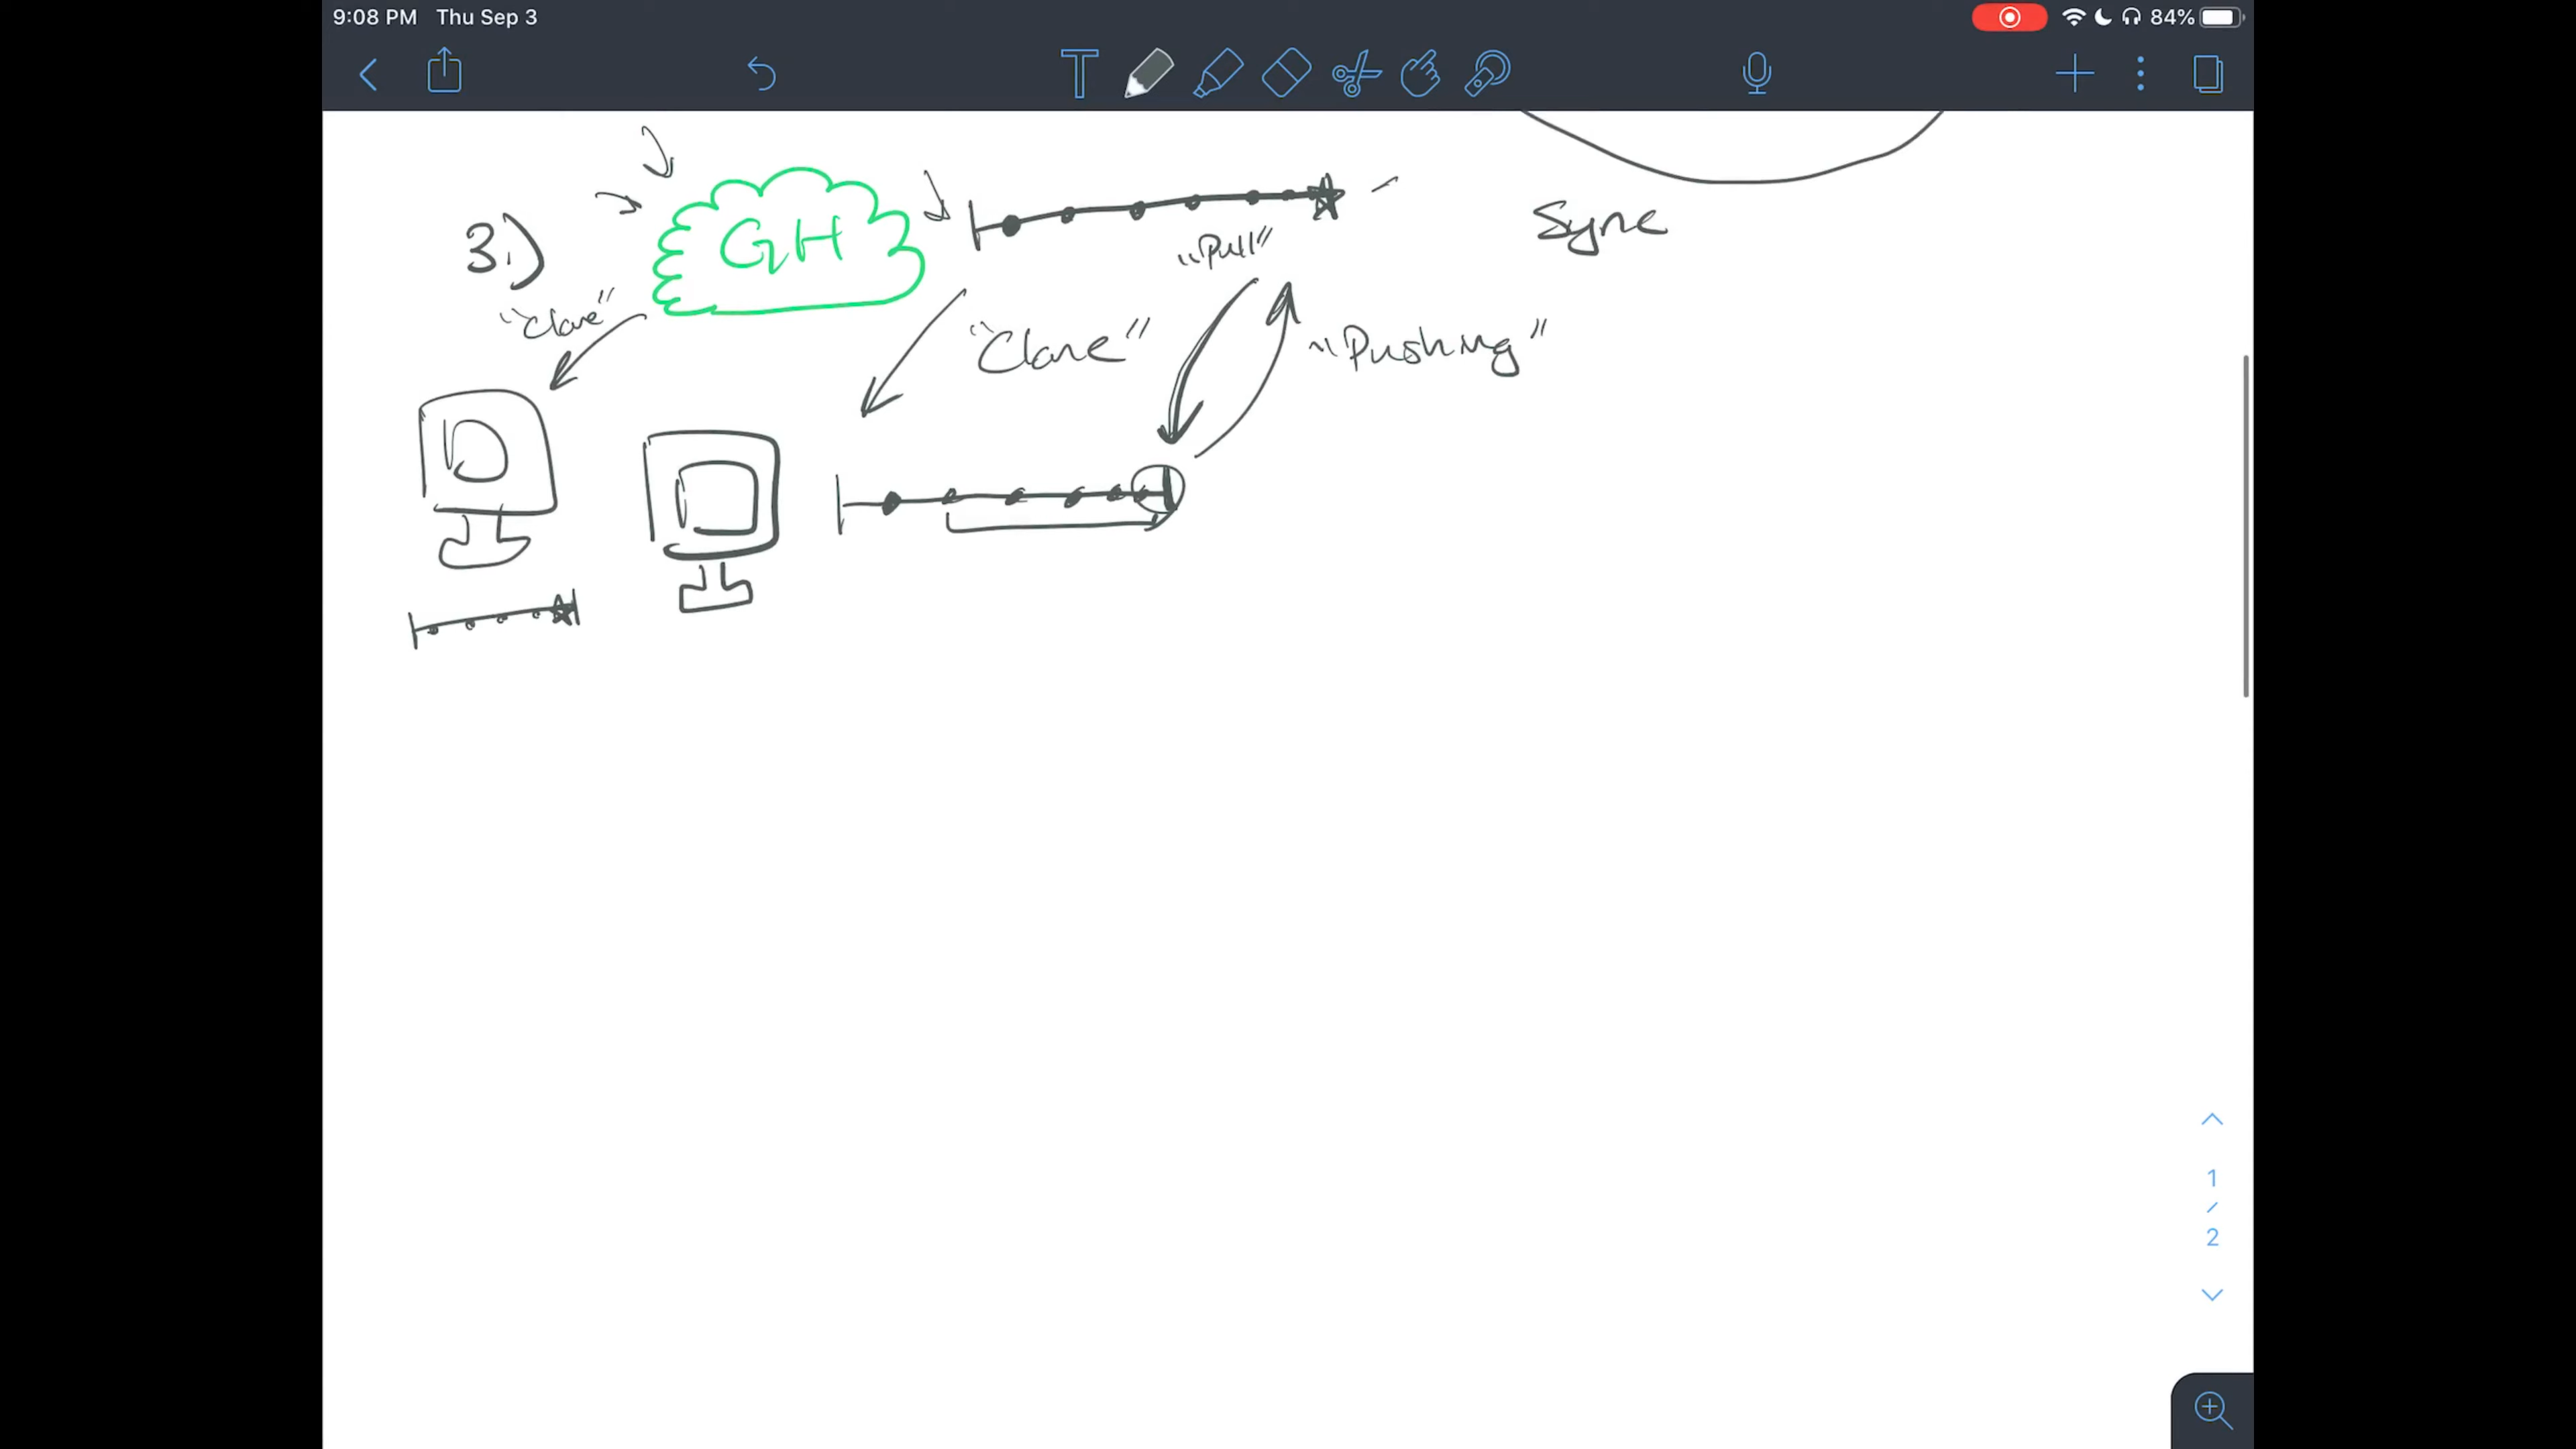 9:08 PM Thu Sep 3
84%
3.)
GH
"Pull"
Sync
"Clone"
"Clone"
"Pushing"
1
/
2